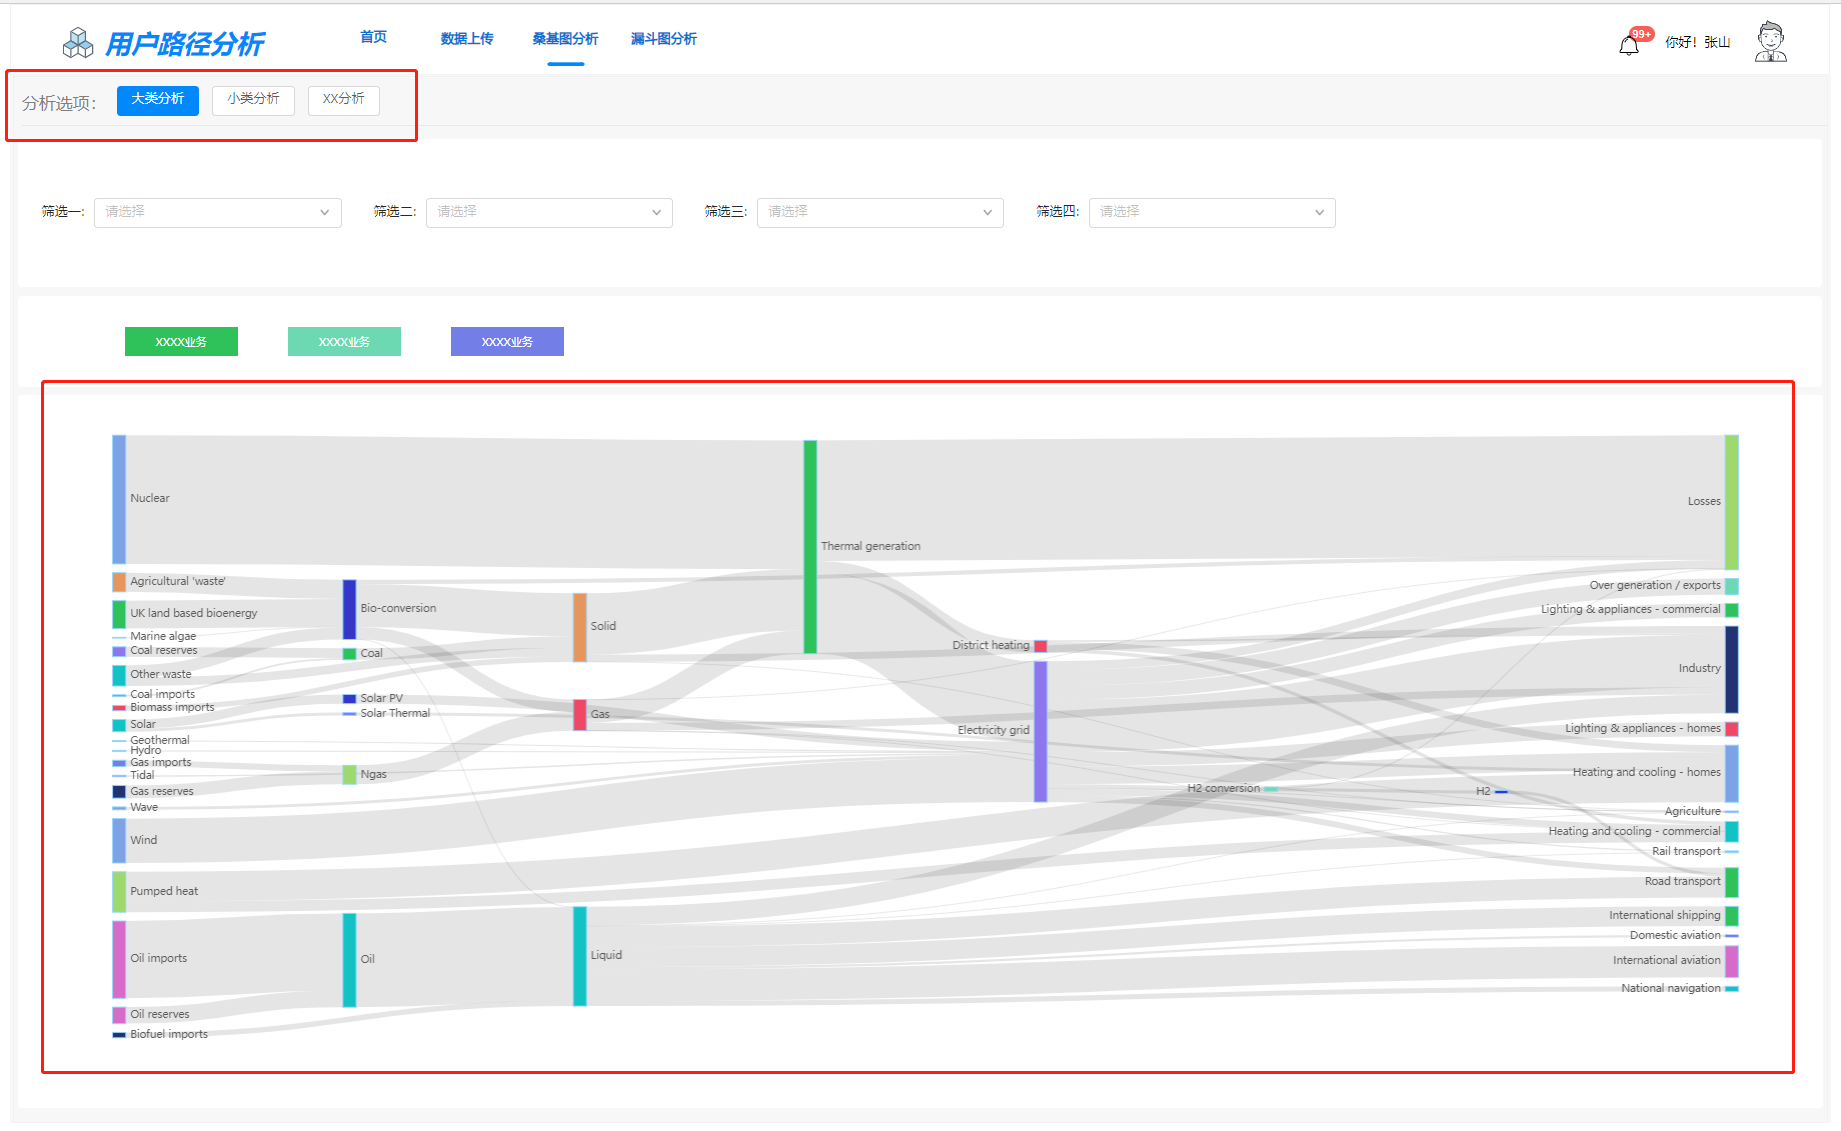 用户路径分析
首页
数据上传
桑基图分析
漏斗图分析
99+
你好！张山
分析选项：
大类分析
小类分析
XX分析
筛选一:
请选择
筛选二:
请选择
筛选三:
请选择
筛选四:
请选择
XXXX业务
XXXX业务
XXXX业务
Nuclear
Agricultural 'waste'
UK land based bioenergy
Marine algae
Coal reserves
Other waste
Coal imports
Biomass imports
Solar
Geothermal
Hydro
Gas imports
Tidal
Gas reserves
Wave
Wind
Pumped heat
Oil imports
Oil reserves
Biofuel imports
Bio-conversion
Coal
Solar PV
Solar Thermal
Ngas
Oil
Solid
Gas
Liquid
Thermal generation
District heating
Electricity grid
H2 conversion
H2
Losses
Over generation / exports
Lighting & appliances - commercial
Industry
Lighting & appliances - homes
Heating and cooling - homes
Agriculture
Heating and cooling - commercial
Rail transport
Road transport
International shipping
Domestic aviation
International aviation
National navigation